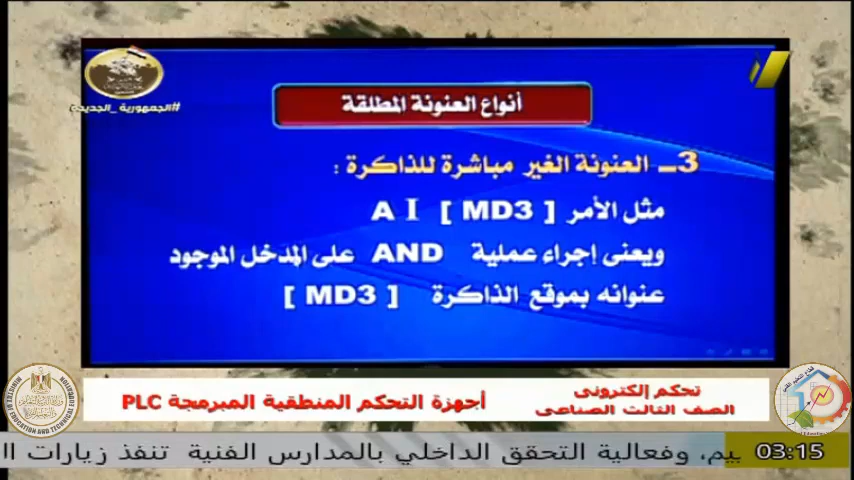 #الجمهورية_الجديدة
أنواع العنونة المطلقة
3ـ العنونة الغير مباشرة للذاكرة :
مثل الأمر A I [ MD3 ]
ويعنى إجراء عملية AND على المدخل الموجود
عنوانه بموقع الذاكرة [ MD3 ]
تحكم إلكترونى
الصف الثالث الصناعى
أجهزة التحكم المنطقية المبرمجة PLC
03:15
ييم، وفعالية التحقق الداخلي بالمدارس الفنية تنفذ زيارات